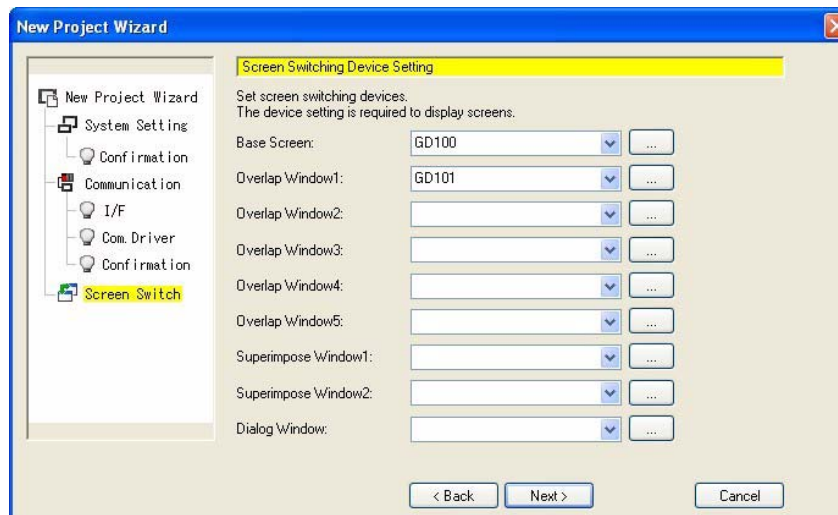 New Project Wizard
New Project Wizard
System Setting
Confirmation
Communication
I/F
Com. Driver
Confirmation
Screen Switch
Screen Switching Device Setting
Set screen switching devices.
The device setting is required to display screens.
Base Screen: GD100 ...
Overlap Window1: GD101 ...
Overlap Window2: ...
Overlap Window3: ...
Overlap Window4: ...
Overlap Window5: ...
Superimpose Window1: ...
Superimpose Window2: ...
Dialog Window: ...
< Back Next > Cancel